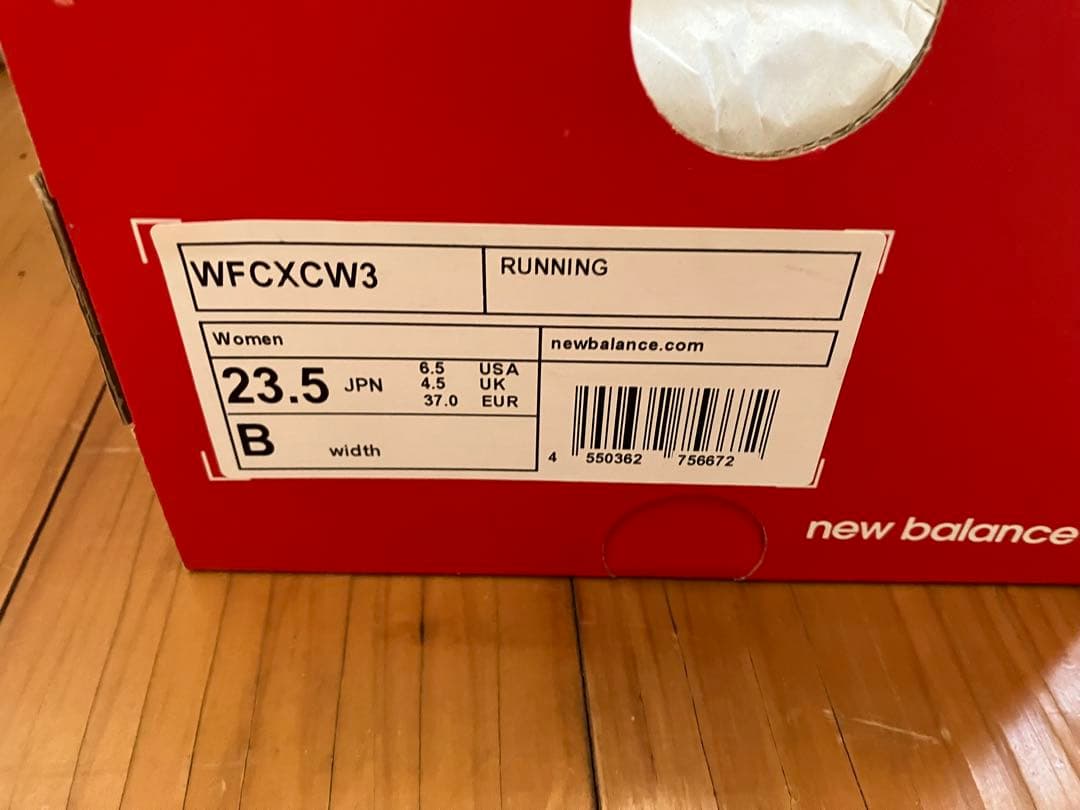 WFCXCW3
RUNNING
Women
newbalance.com
23.5 JPN
6.5 USA
4.5 UK
37.0 EUR
B width
4 550362 756672
new balance